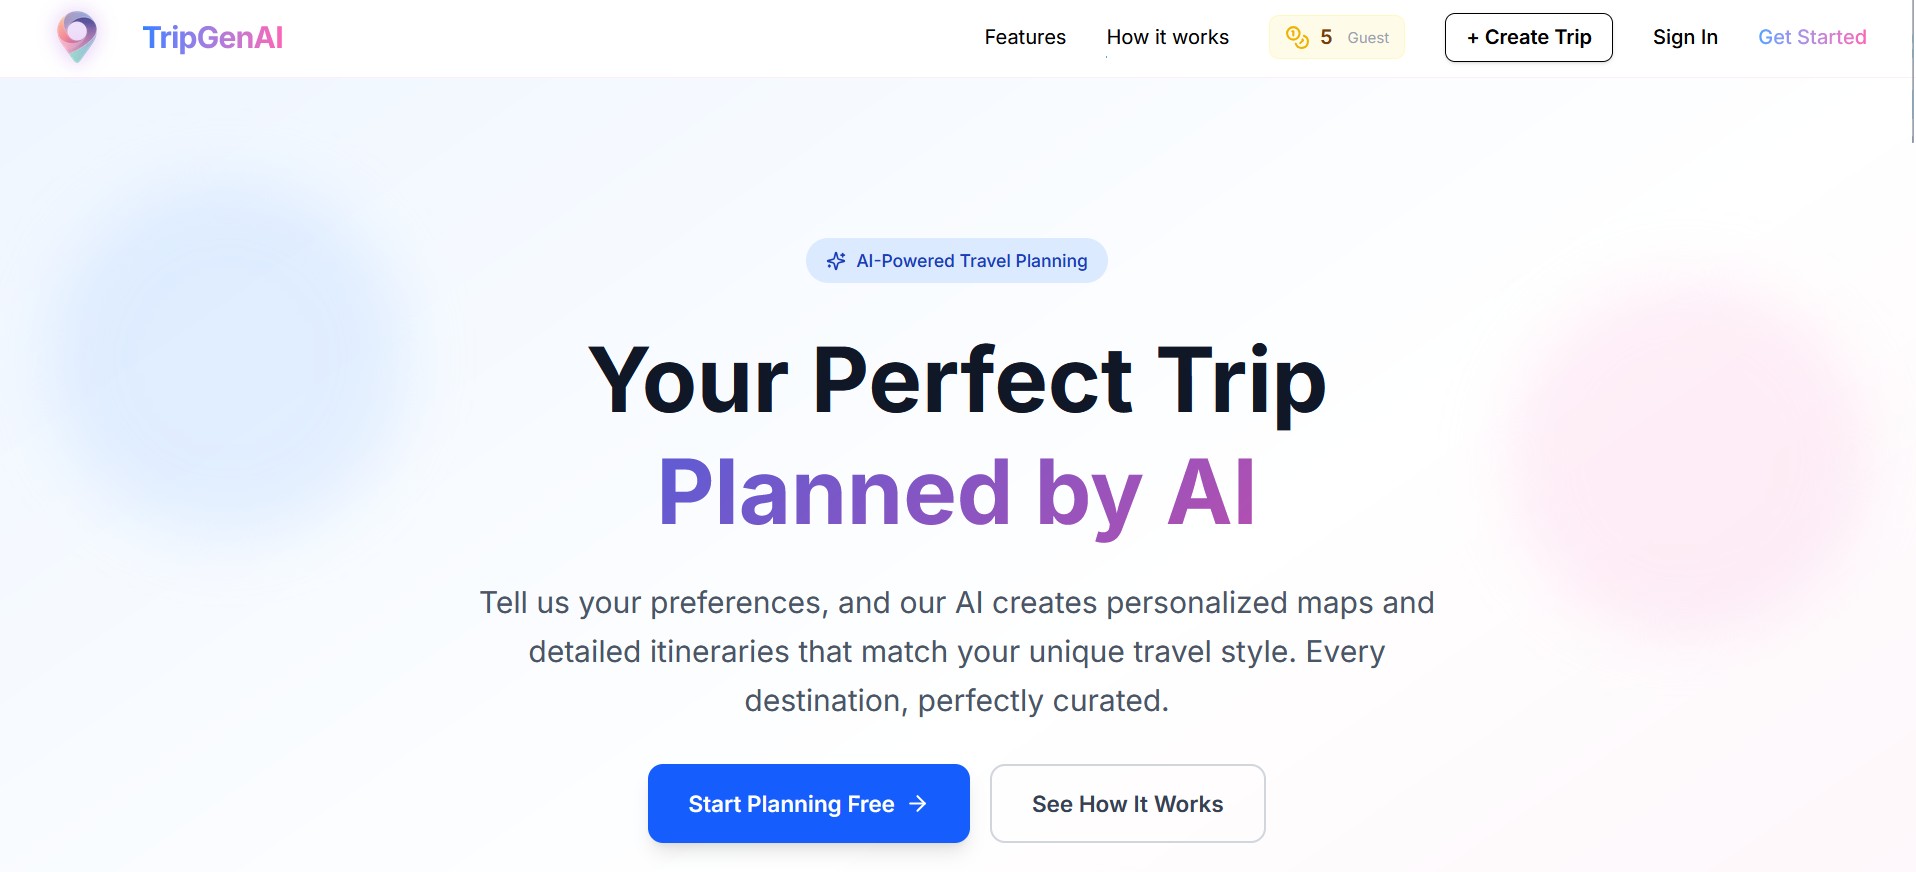 TripGenAI
Features
How it works
5 Guest
+ Create Trip
Sign In
Get Started
AI-Powered Travel Planning
Your Perfect Trip
Planned by AI
Tell us your preferences, and our AI creates personalized maps and
detailed itineraries that match your unique travel style. Every
destination, perfectly curated.
Start Planning Free →
See How It Works